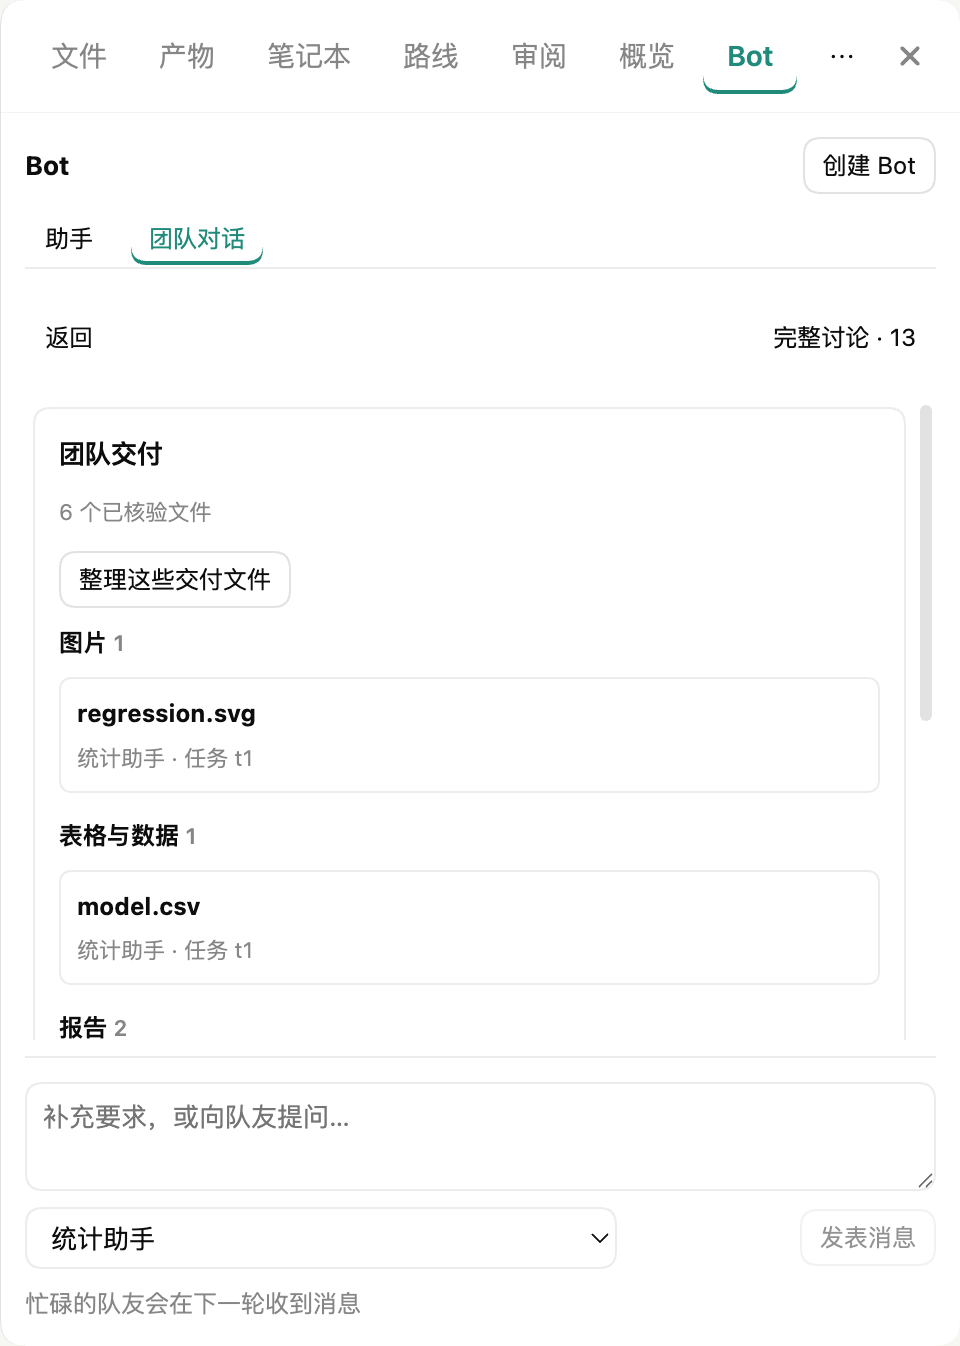 文件 产物 笔记本 路线 审阅 概览 Bot ··· ×
Bot 创建 Bot
助手 团队对话
返回 完整讨论 · 13
团队交付
6 个已核验文件
整理这些交付文件
图片 1
regression.svg
统计助手 · 任务 t1
表格与数据 1
model.csv
统计助手 · 任务 t1
报告 2
补充要求，或向队友提问...
统计助手 发表消息
忙碌的队友会在下一轮收到消息